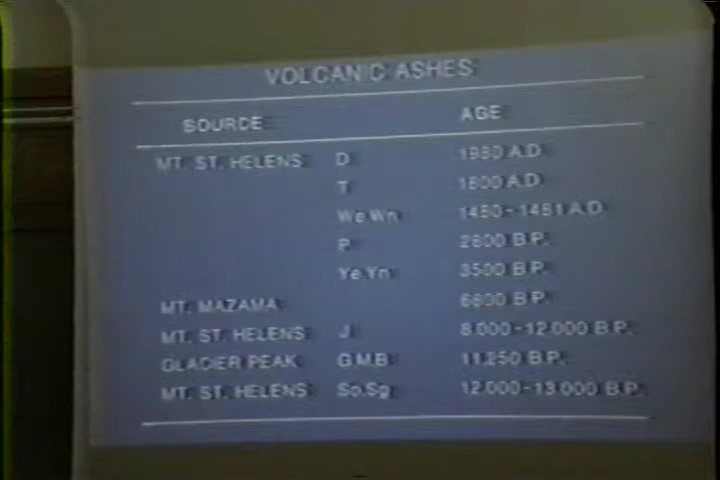 VOLCANIC ASHES
SOURCE AGE
MT. ST. HELENS D 1980 A.D.
T 1800 A.D.
We,Wn 1480-1481 A.D.
P 2800 B.P.
Ye,Yn 3500 B.P.
MT. MAZAMA 6600 B.P.
MT. ST. HELENS J 8,000-12,000 B.P.
GLACIER PEAK G,M,B 11,250 B.P.
MT. ST. HELENS So,Sg 12,000-13,000 B.P.